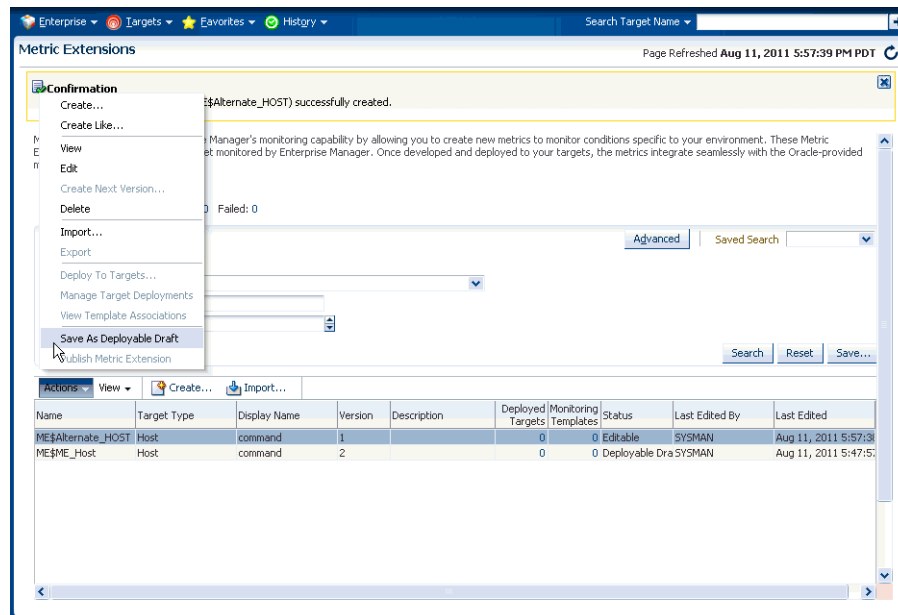 Enterprise Targets Favorites History Search Target Name
Metric Extensions
Page Refreshed Aug 11, 2011 5:57:39 PM PDT
Confirmation
E$Alternate_HOST) successfully created.
Create...
Create Like...
View
Edit
Create Next Version...
Delete
Import...
Export
Deploy To Targets...
Manage Target Deployments
View Template Associations
Save As Deployable Draft
Publish Metric Extension
M Manager's monitoring capability by allowing you to create new metrics to monitor conditions specific to your environment. These Metric
E et monitored by Enterprise Manager. Once developed and deployed to your targets, the metrics integrate seamlessly with the Oracle-provided
m
Failed: 0
Advanced Saved Search
Search Reset Save...
Actions View Create... Import...
Name Target Type Display Name Version Description Deployed Targets Monitoring Templates Status Last Edited By Last Edited
ME$Alternate_HOST Host command 1 0 0 Editable SYSMAN Aug 11, 2011 5:57:38
ME$ME_Host Host command 2 0 0 Deployable Dra SYSMAN Aug 11, 2011 5:47:5